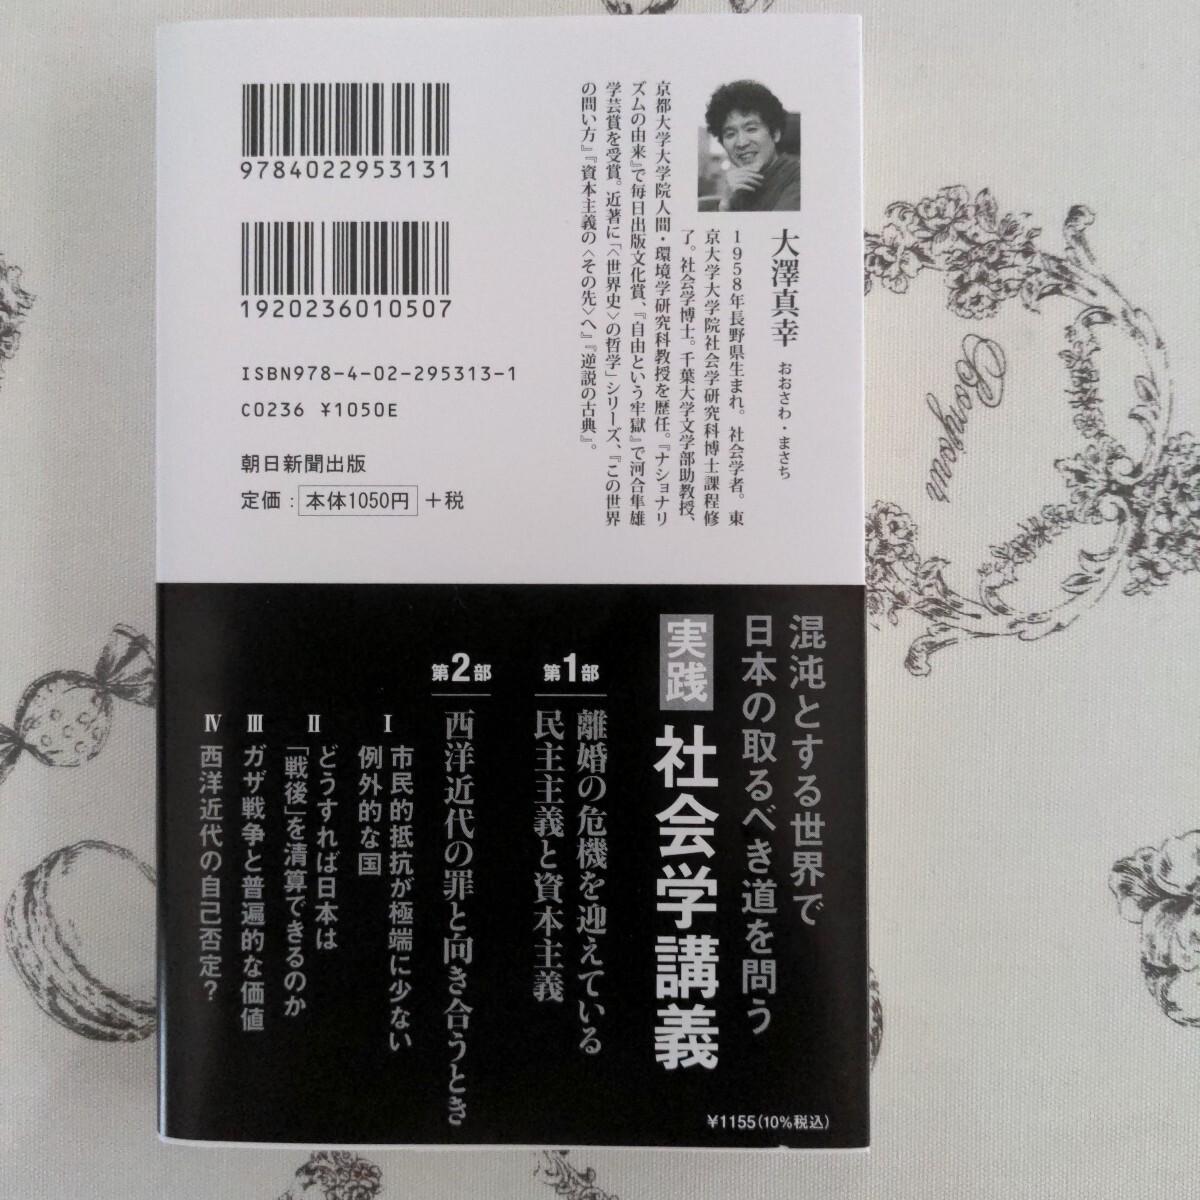 9784022953131
1920236010507
ISBN978-4-02-295313-1
C0236 ¥1050E
朝日新聞出版
定価：本体1050円＋税
大澤真幸 おおさわ・まさち
1958年長野県生まれ。社会学者。東
京大学大学院社会学研究科博士課程修
了。社会学博士。千葉大学文学部助教授、
京都大学大学院人間・環境学研究科教授を歴任。『ナショナリ
ズムの由来』で毎日出版文化賞、『自由という牢獄』で河合隼雄
学芸賞を受賞。近著に「〈世界史〉の哲学」シリーズ、『この世界
の問い方』『資本主義の〈その先〉へ』『逆説の古典』。
混沌とする世界で
日本の取るべき道を問う
実践 社会学講義
第1部
離婚の危機を迎えている
民主主義と資本主義
第2部
西洋近代の罪と向き合うとき
Ⅰ 市民的抵抗が極端に少ない
例外的な国
Ⅱ どうすれば日本は
「戦後」を清算できるのか
Ⅲ ガザ戦争と普遍的な価値
Ⅳ 西洋近代の自己否定？
¥1155(10%税込)
Bonjour